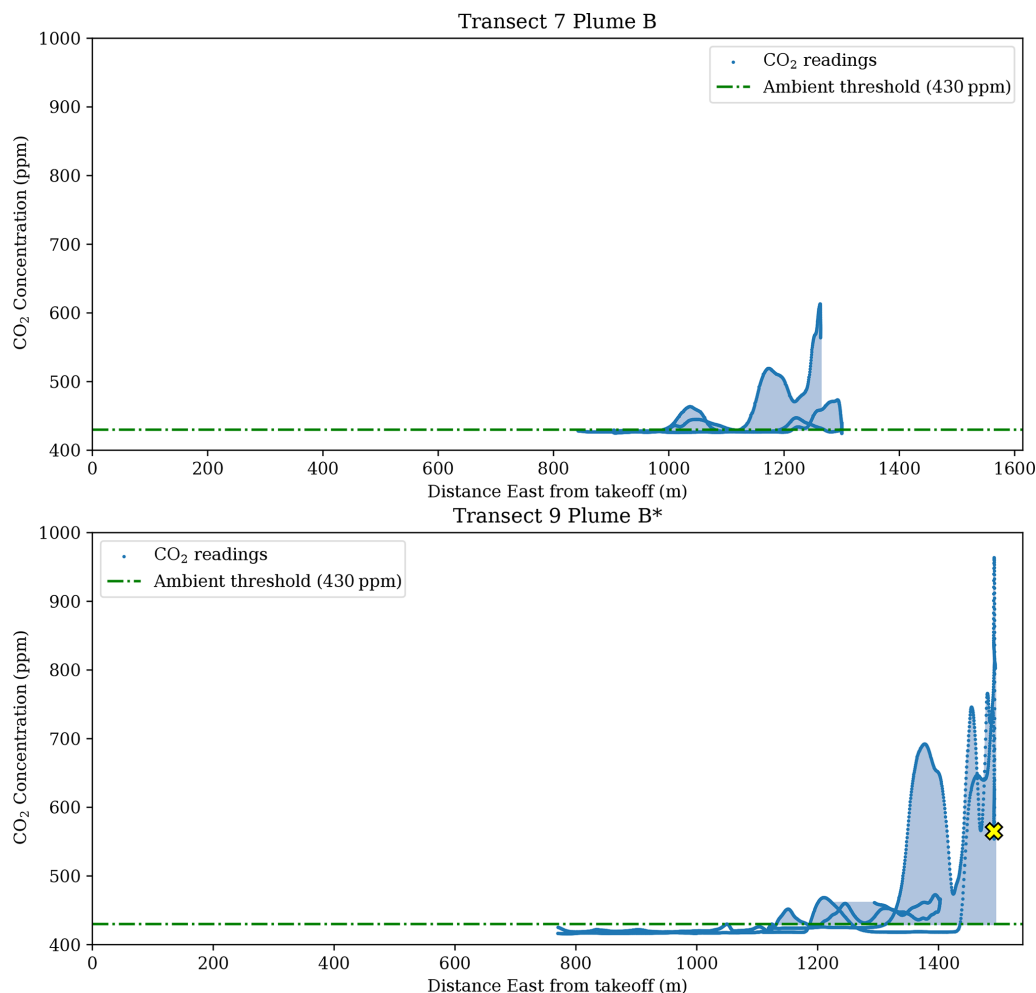 Transect 7 Plume B
1000
900
800
700
600
500
400
CO₂ Concentration (ppm)
CO₂ readings
Ambient threshold (430 ppm)
0 200 400 600 800 1000 1200 1400 1600
Distance East from takeoff (m)
Transect 9 Plume B*
1000
900
800
700
600
500
400
CO₂ Concentration (ppm)
CO₂ readings
Ambient threshold (430 ppm)
0 200 400 600 800 1000 1200 1400
Distance East from takeoff (m)